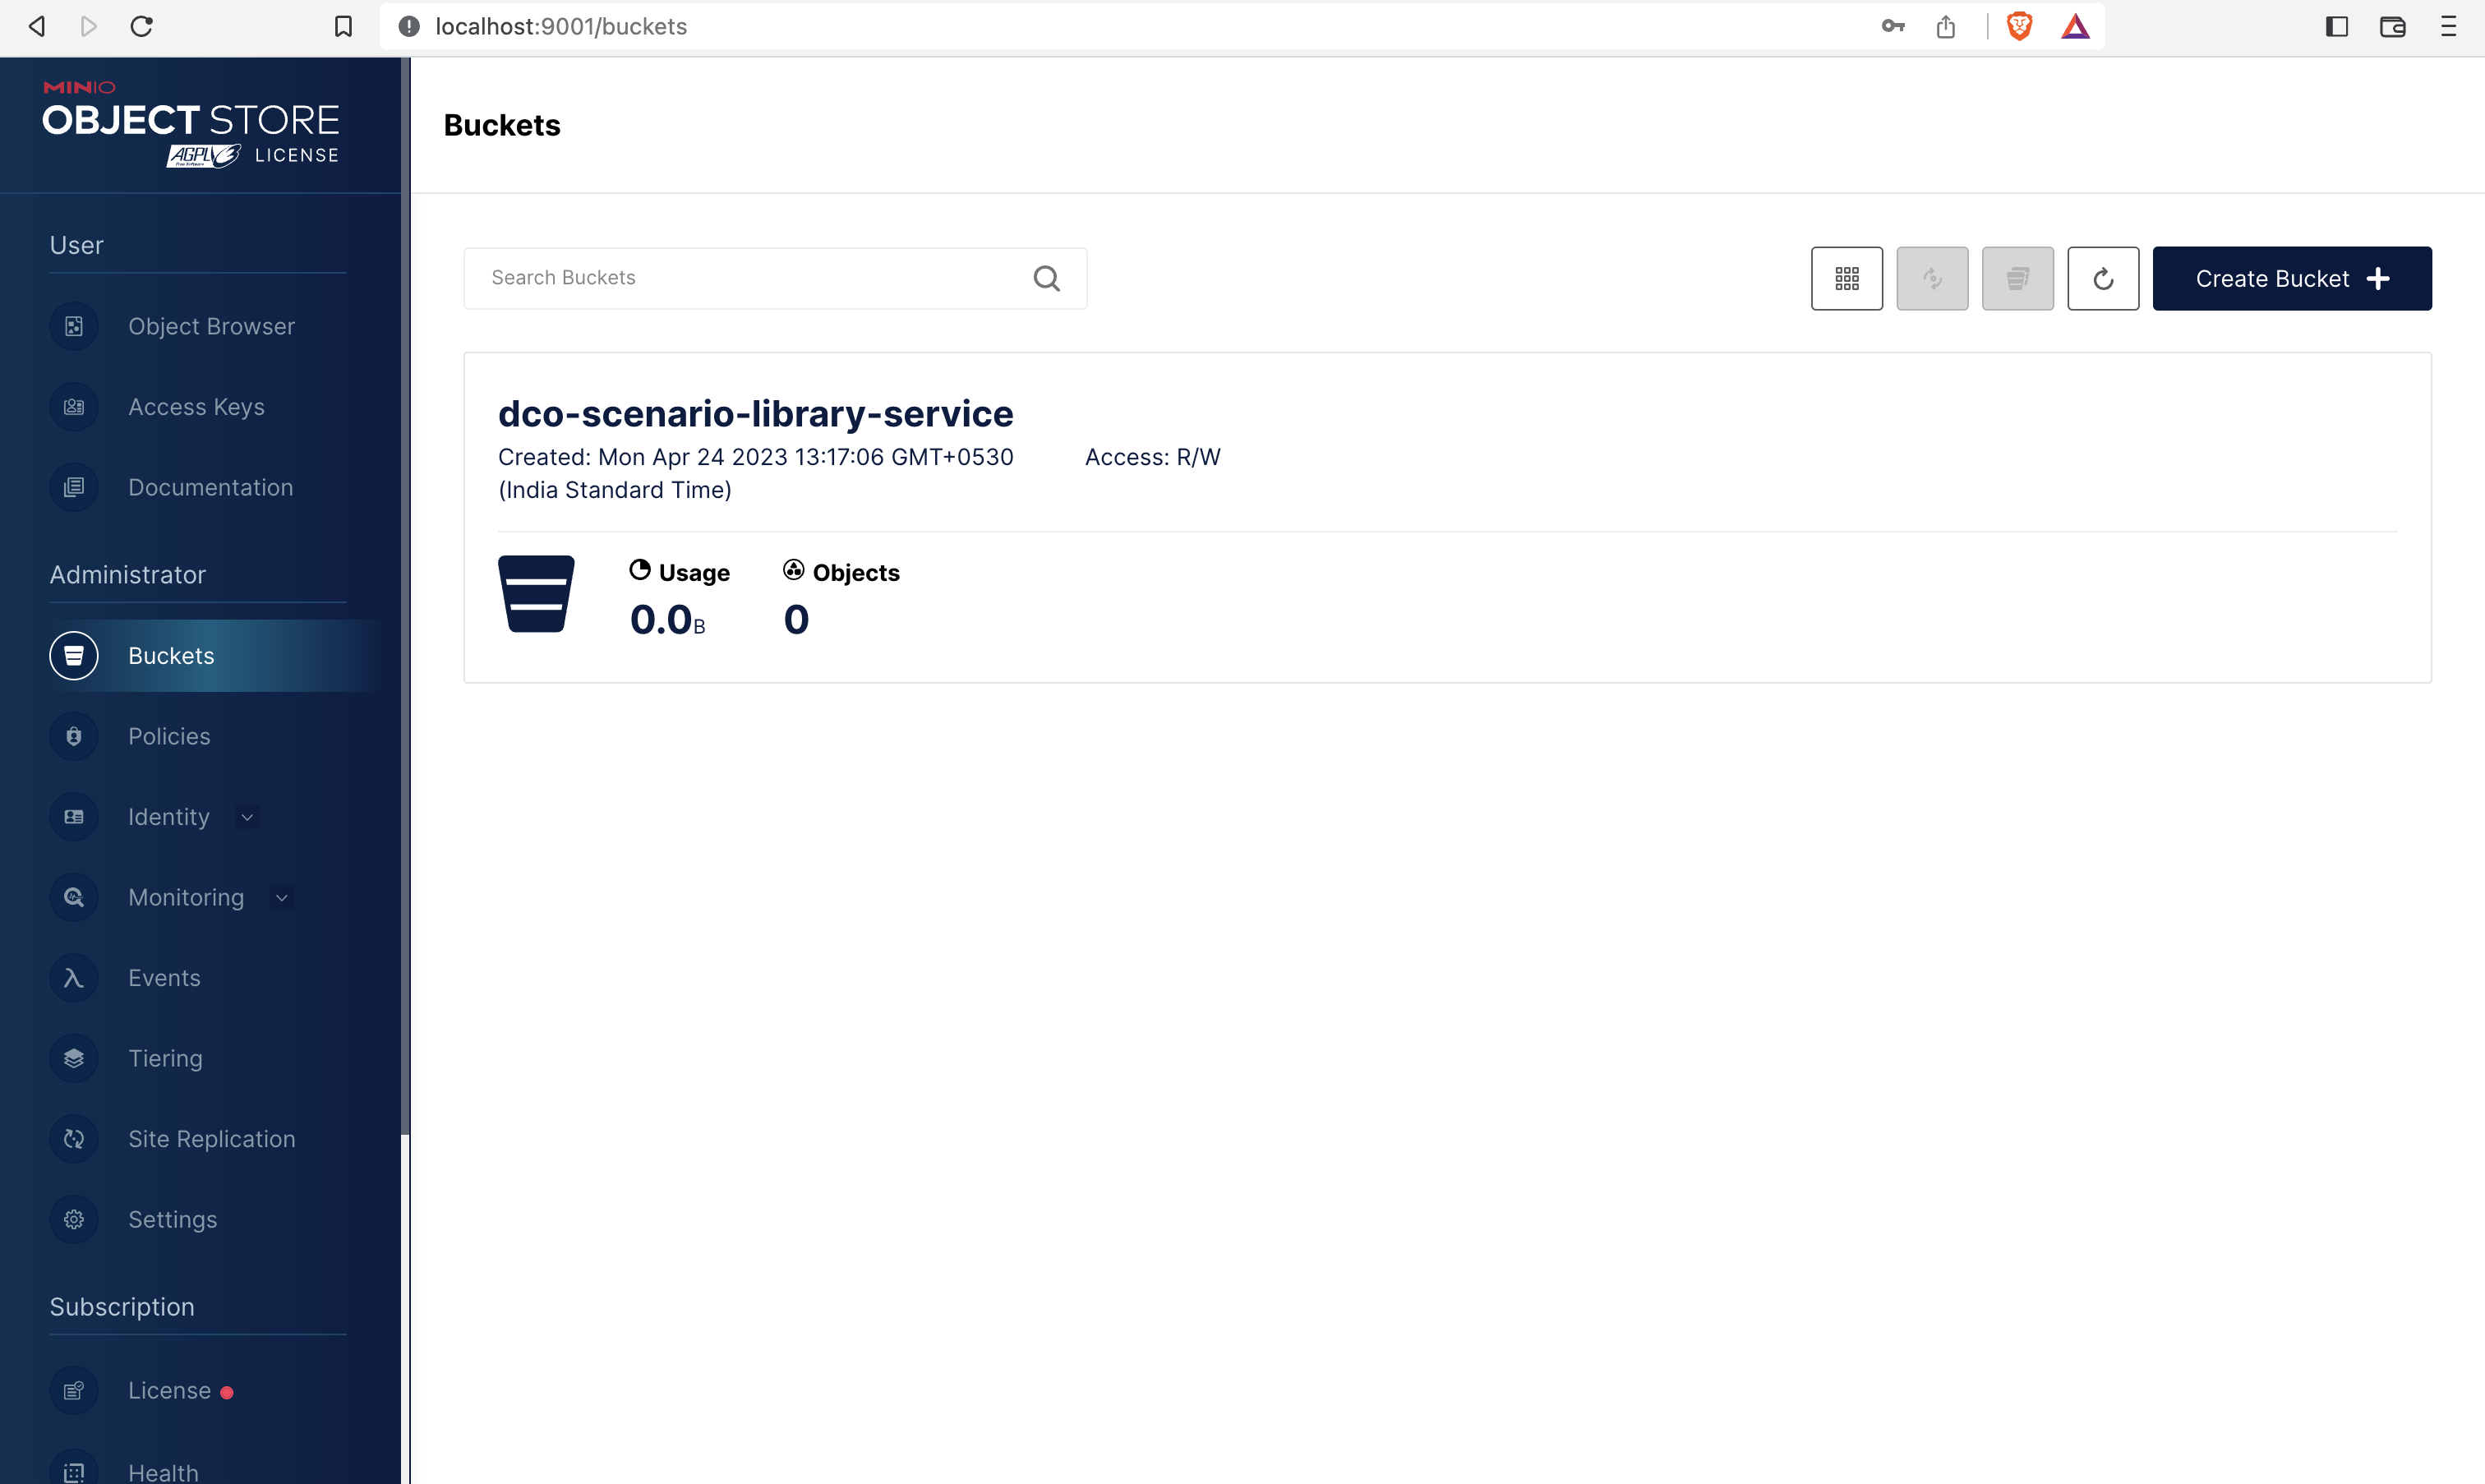 localhost:9001/buckets
MINIO
OBJECT STORE
AGPL v3 LICENSE
User
Object Browser
Access Keys
Documentation
Administrator
Buckets
Policies
Identity
Monitoring
Events
Tiering
Site Replication
Settings
Subscription
License
Health
Buckets
Search Buckets
Create Bucket
dco-scenario-library-service
Created: Mon Apr 24 2023 13:17:06 GMT+0530
(India Standard Time)
Access: R/W
Usage
0.0B
Objects
0